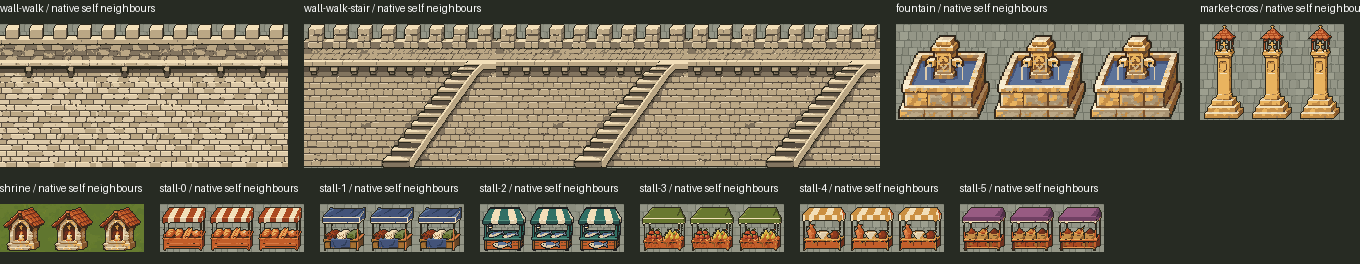 wall-walk / native self neighbours
wall-walk-stair / native self neighbours
fountain / native self neighbours
market-cross / native self neighbou
shrine / native self neighbours
stall-0 / native self neighbours
stall-1 / native self neighbours
stall-2 / native self neighbours
stall-3 / native self neighbours
stall-4 / native self neighbours
stall-5 / native self neighbours